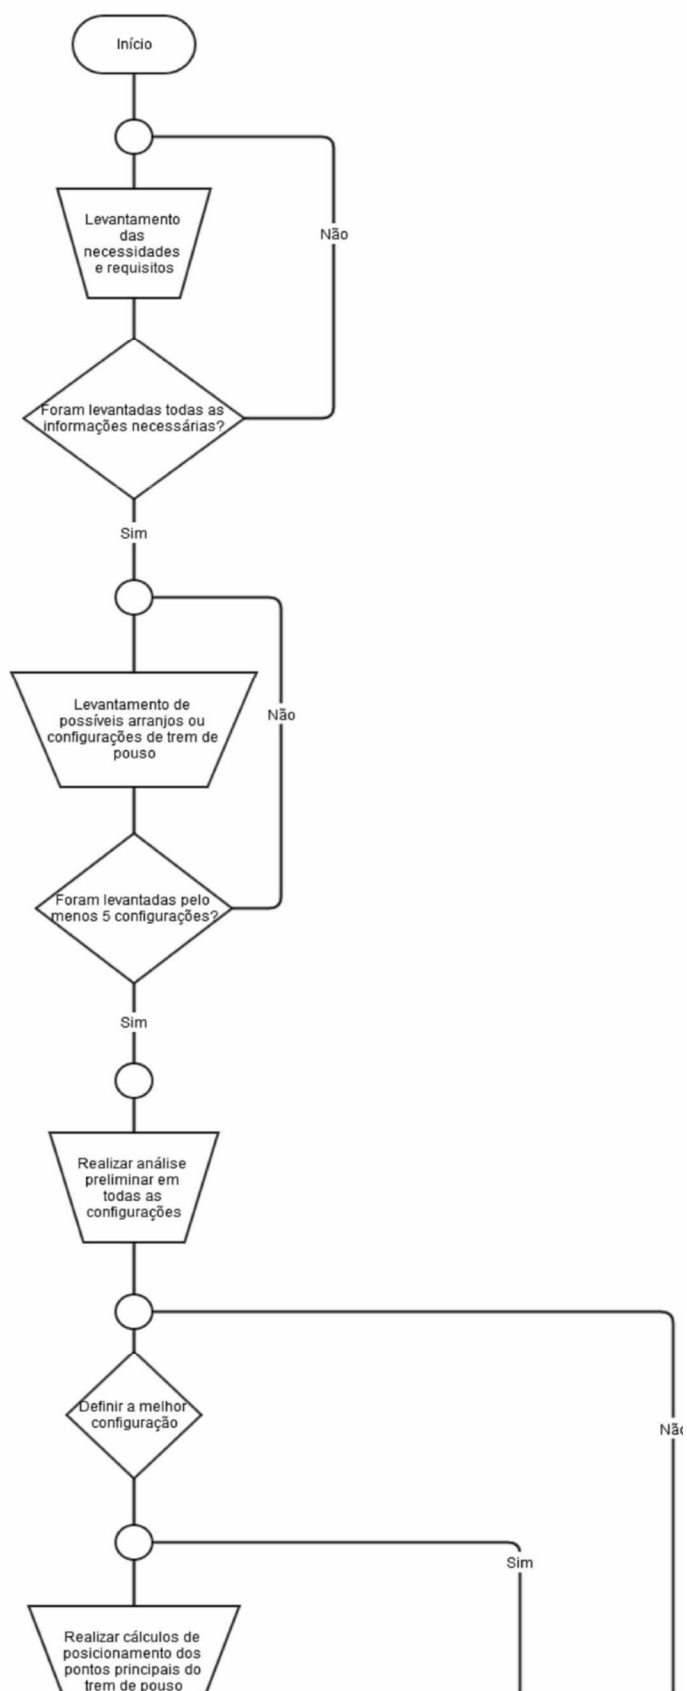 Início
Não
Levantamento
das
necessidades
e requisitos
Foram levantadas todas as
informações necessárias?
Sim
Levantamento de
possíveis arranjos ou
configurações de trem de
pouso
Não
Foram levantadas pelo
menos 5 configurações?
Sim
Realizar análise
preliminar em
todas as
configurações
Definir a melhor
configuração
Não
Sim
Realizar cálculos de
posicionamento dos
pontos principais do
trem de pouso